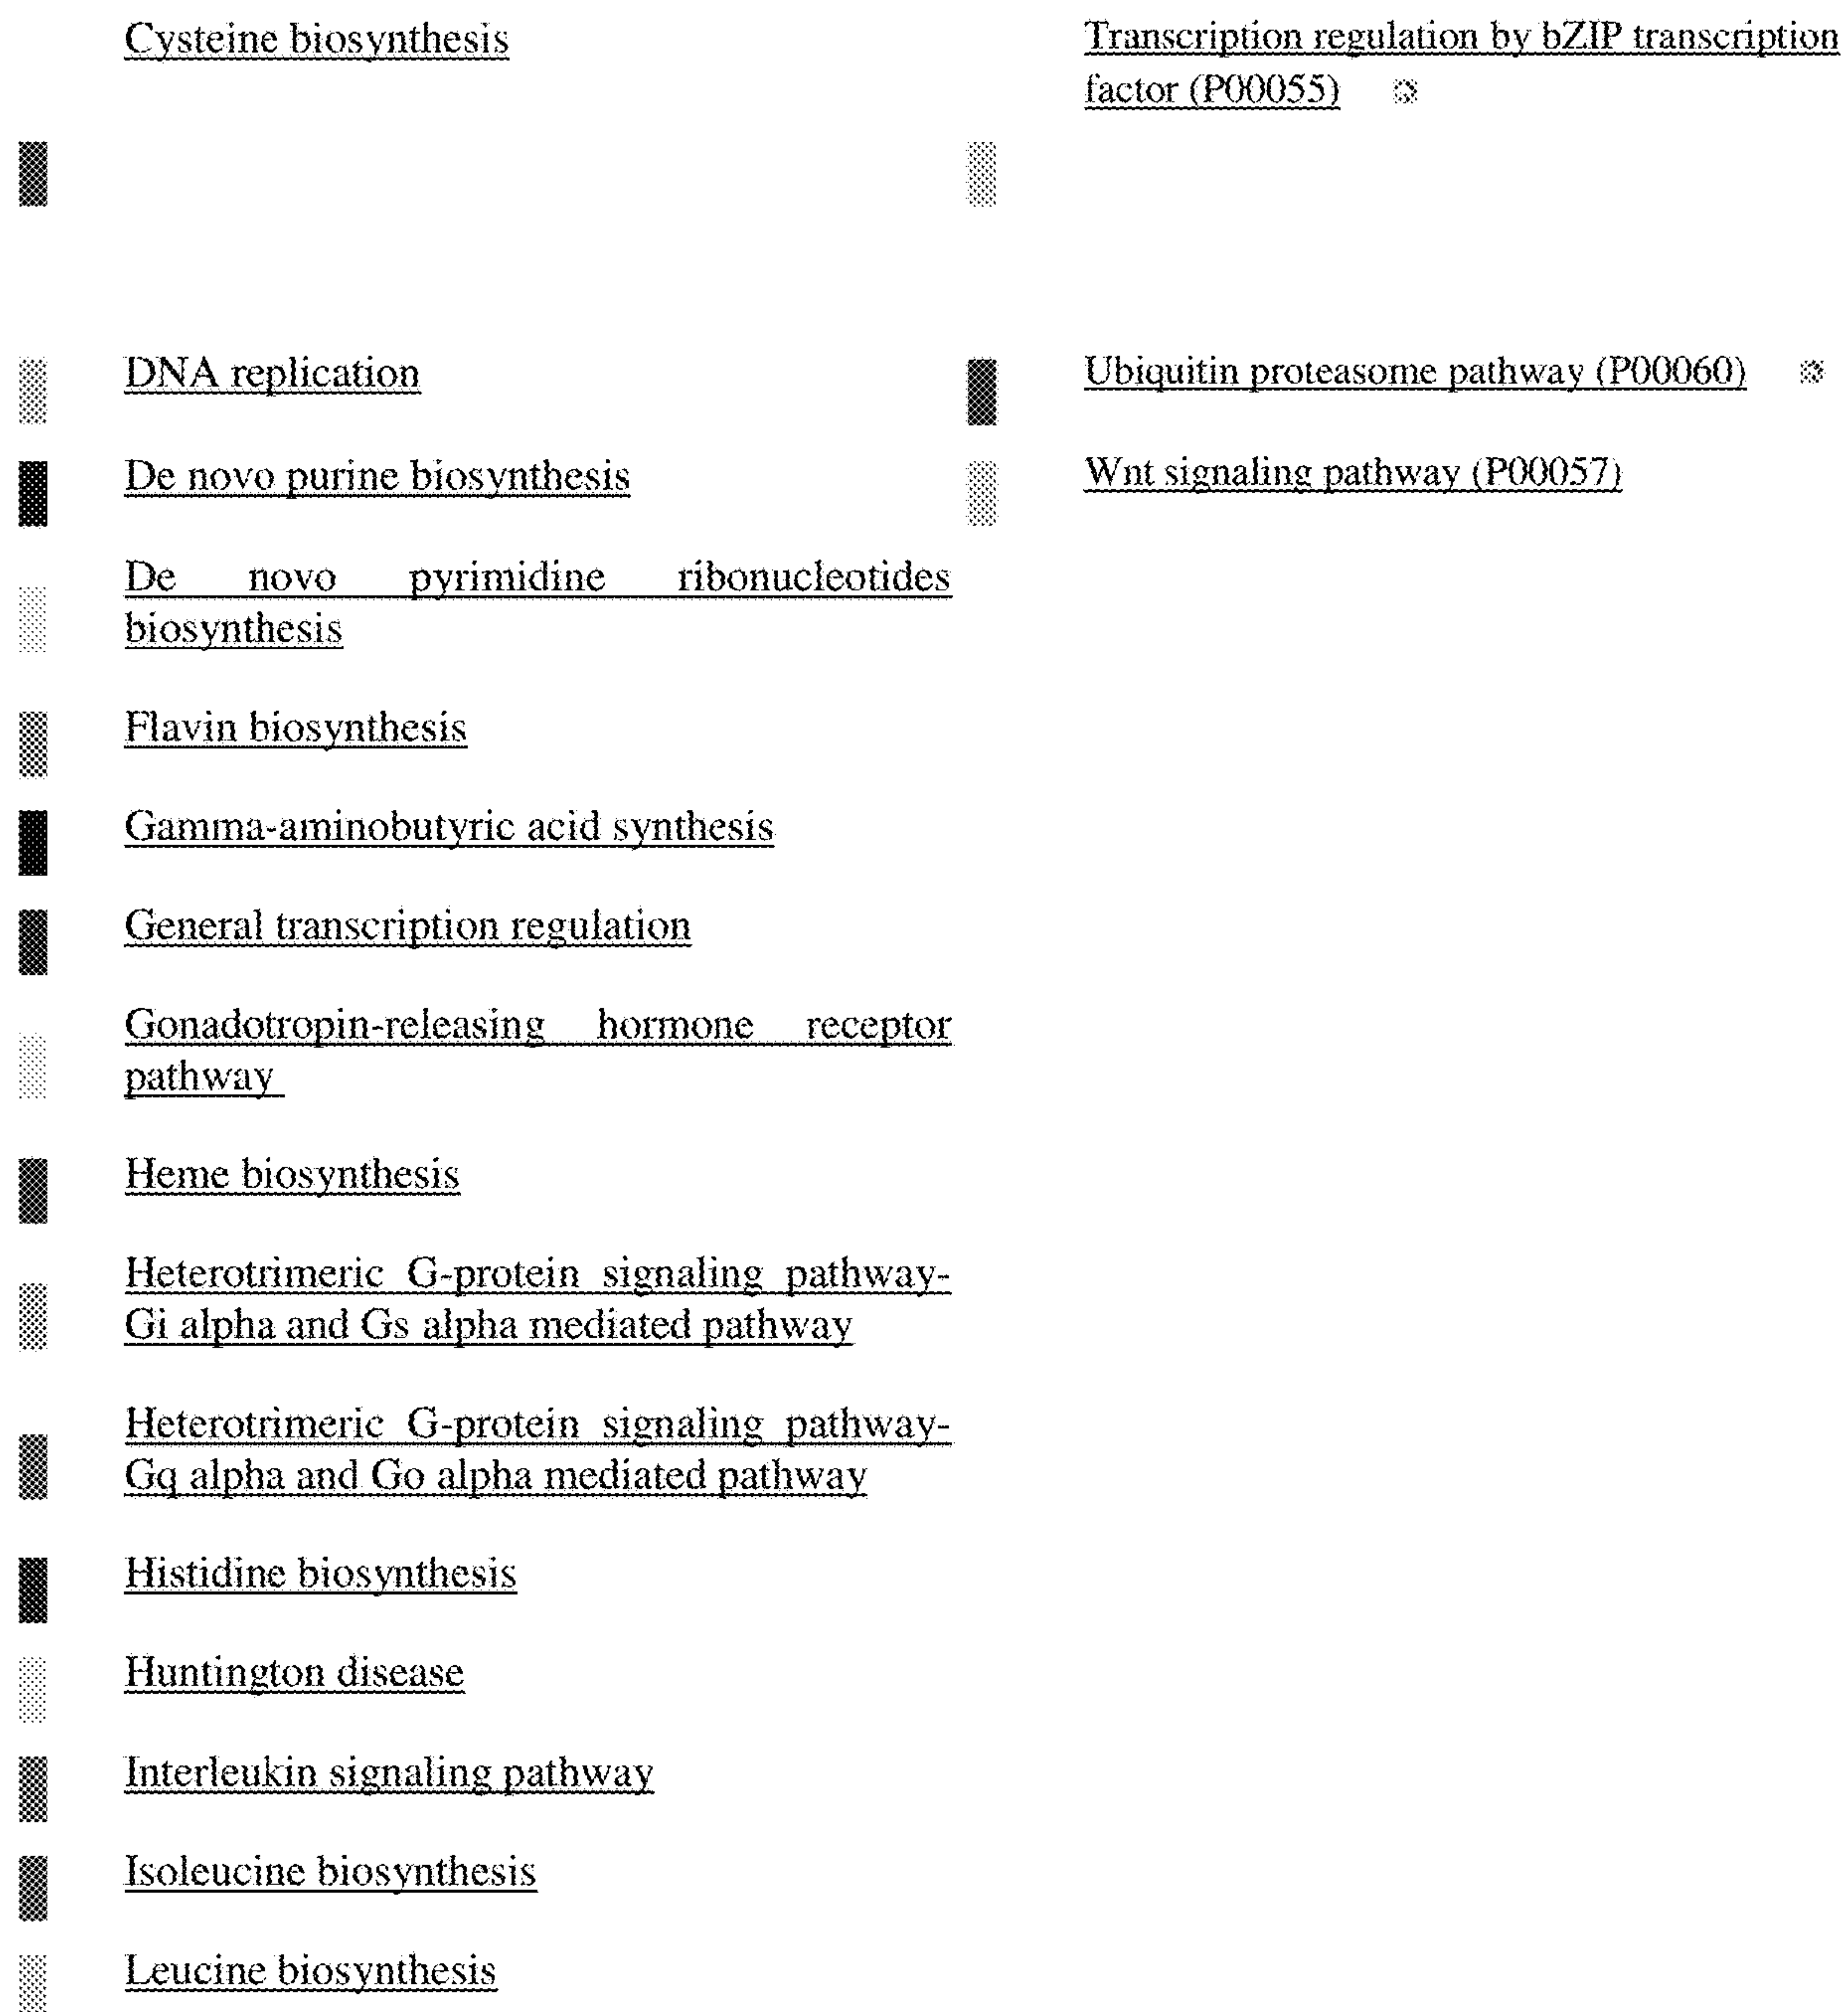 Cysteine biosynthesis
DNA replication
De novo purine biosynthesis
De novo pyrimidine ribonucleotides
biosynthesis
Flavin biosynthesis
Gamma-aminobutyric acid synthesis
General transcription regulation
Gonadotropin-releasing hormone receptor
pathway
Heme biosynthesis
Heterotrimeric G-protein signaling pathway-
Gi alpha and Gs alpha mediated pathway
Heterotrimeric G-protein signaling pathway-
Gq alpha and Go alpha mediated pathway
Histidine biosynthesis
Huntington disease
Interleukin signaling pathway
Isoleucine biosynthesis
Leucine biosynthesis
Transcription regulation by bZIP transcription
factor (P00055)
Ubiquitin proteasome pathway (P00060)
Wnt signaling pathway (P00057)